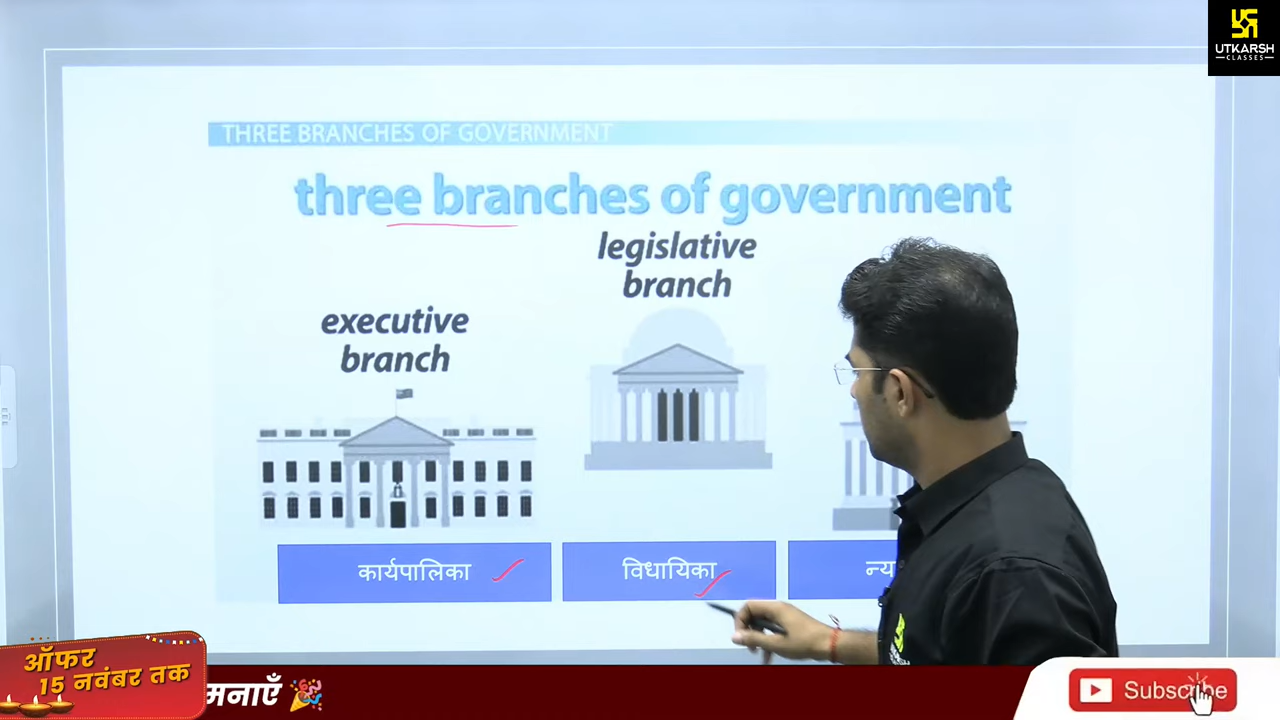 UTKARSH
CLASSES
THREE BRANCHES OF GOVERNMENT
three branches of government
legislative
branch
executive
branch
कार्यपालिका
विधायिका
ऑफर
15 नवंबर तक
Subscribe